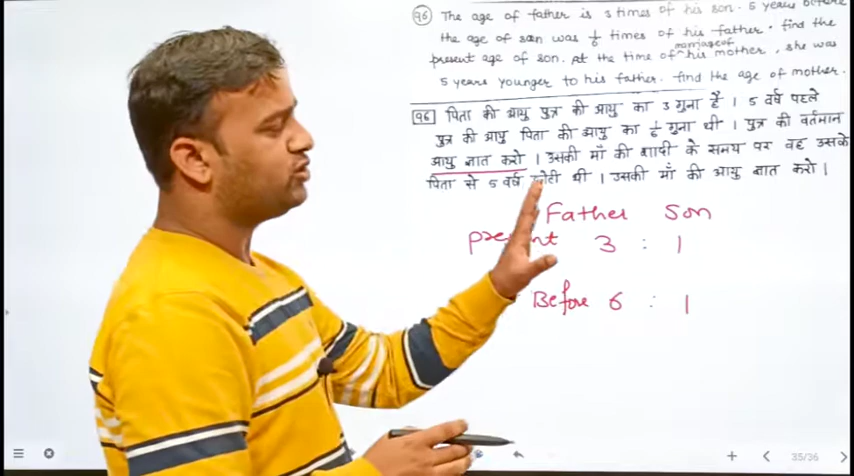 96 The age of father is 3 times of his son. 5 years before
the age of son was 1/6 times of his father. find the
present age of son. At the time of ^ marriage of his mother, she was
5 years younger to his father. find the age of mother.
96 पिता की आयु पुत्र की आयु का 3 गुना है । 5 वर्ष पहले
पुत्र की आयु पिता की आयु का 1/6 गुना थी । पुत्र की वर्तमान
आयु ज्ञात करो । उसकी माँ की शादी के समय पर वह उसके
पिता से 5 वर्ष छोटी थी । उसकी माँ की आयु ज्ञात करो ।
Father Son
present 3 : 1
Before 6 : 1
35/36